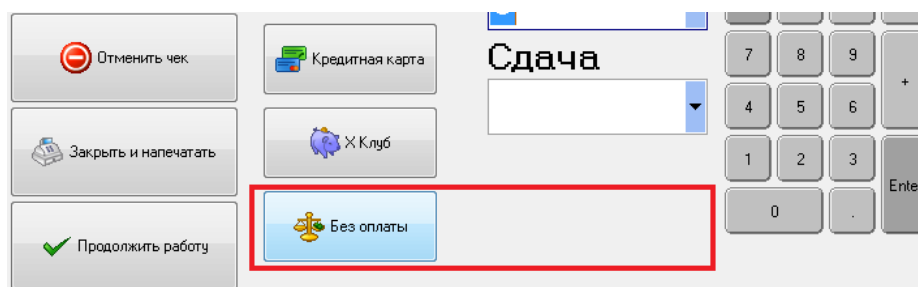 Отменить чек
Закрыть и напечатать
Продолжить работу
Кредитная карта
Х Клуб
Без оплаты
Сдача
7 8 9
+
4 5 6
1 2 3
Ente
0 .